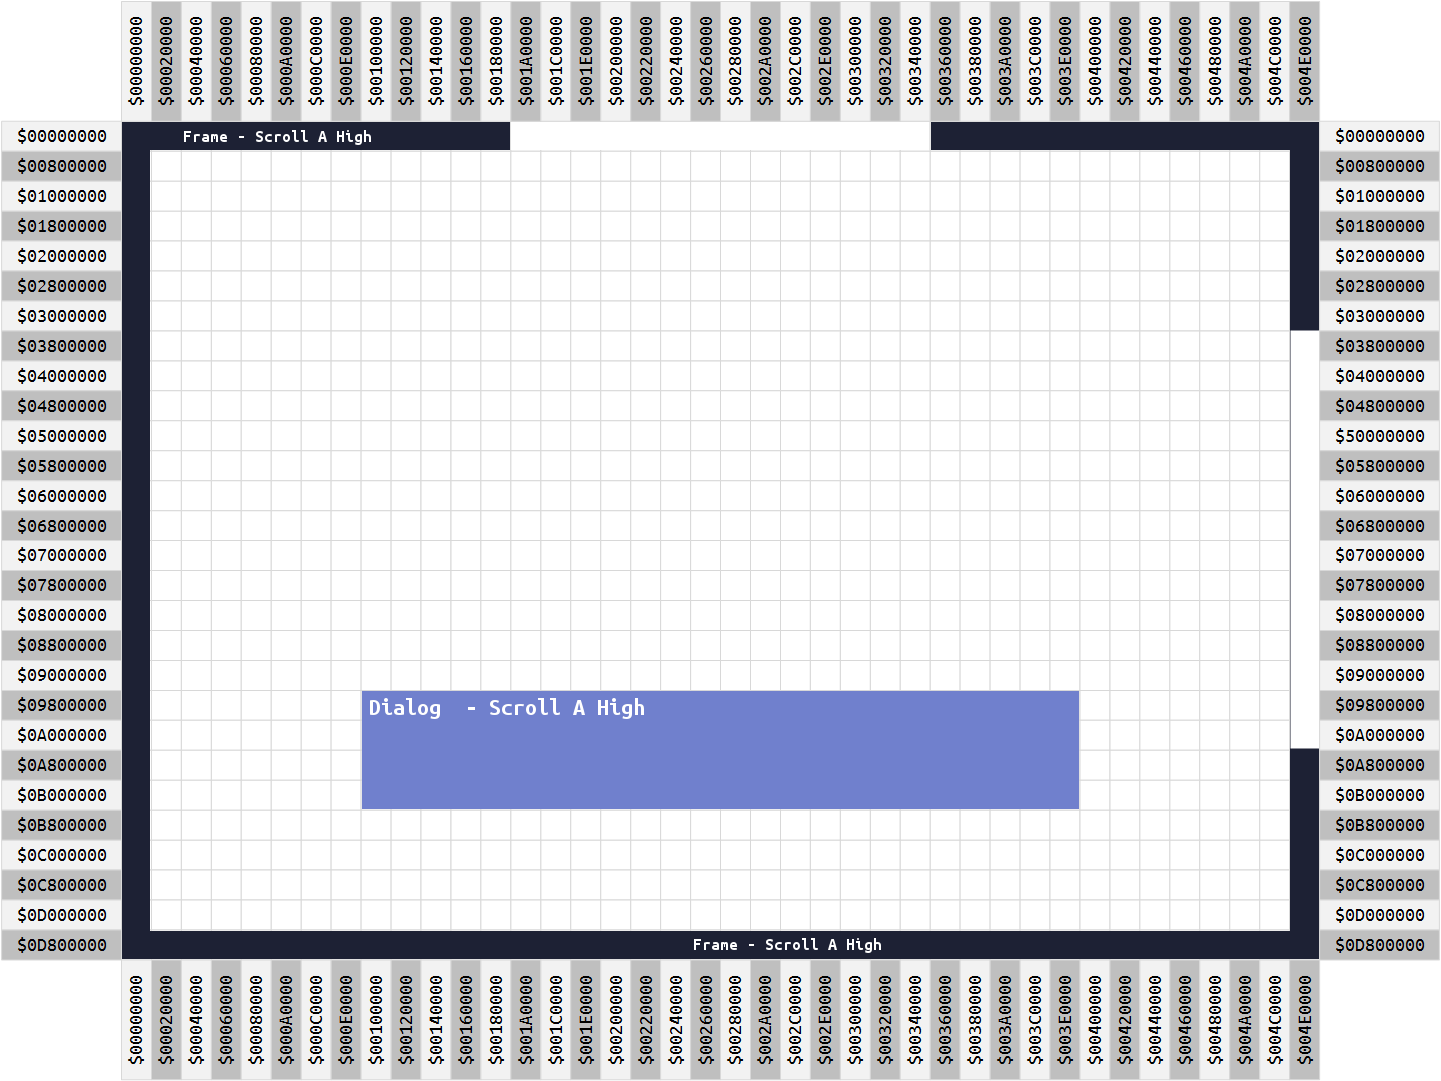 $00000000 $00020000 $00040000 $00060000 $00080000 $000A0000 $000C0000 $000E0000 $00100000 $00120000 $00140000 $00160000 $00180000 $001A0000 $001C0000 $001E0000 $00200000 $00220000 $00240000 $00260000 $00280000 $002A0000 $002C0000 $002E0000 $00300000 $00320000 $00340000 $00360000 $00380000 $003A0000 $003C0000 $003E0000 $00400000 $00420000 $00440000 $00460000 $00480000 $004A0000 $004C0000 $004E0000
$00000000 Frame - Scroll A High $00000000
$00800000 $00800000
$01000000 $01000000
$01800000 $01800000
$02000000 $02000000
$02800000 $02800000
$03000000 $03000000
$03800000 $03800000
$04000000 $04000000
$04800000 $04800000
$05000000 $50000000
$05800000 $05800000
$06000000 $06000000
$06800000 $06800000
$07000000 $07000000
$07800000 $07800000
$08000000 $08000000
$08800000 $08800000
$09000000 $09000000
$09800000 Dialog  - Scroll A High $09800000
$0A000000 $0A000000
$0A800000 $0A800000
$0B000000 $0B000000
$0B800000 $0B800000
$0C000000 $0C000000
$0C800000 $0C800000
$0D000000 $0D000000
$0D800000 Frame - Scroll A High $0D800000
$00000000 $00020000 $00040000 $00060000 $00080000 $000A0000 $000C0000 $000E0000 $00100000 $00120000 $00140000 $00160000 $00180000 $001A0000 $001C0000 $001E0000 $00200000 $00220000 $00240000 $00260000 $00280000 $002A0000 $002C0000 $002E0000 $00300000 $00320000 $00340000 $00360000 $00380000 $003A0000 $003C0000 $003E0000 $00400000 $00420000 $00440000 $00460000 $00480000 $004A0000 $004C0000 $004E0000